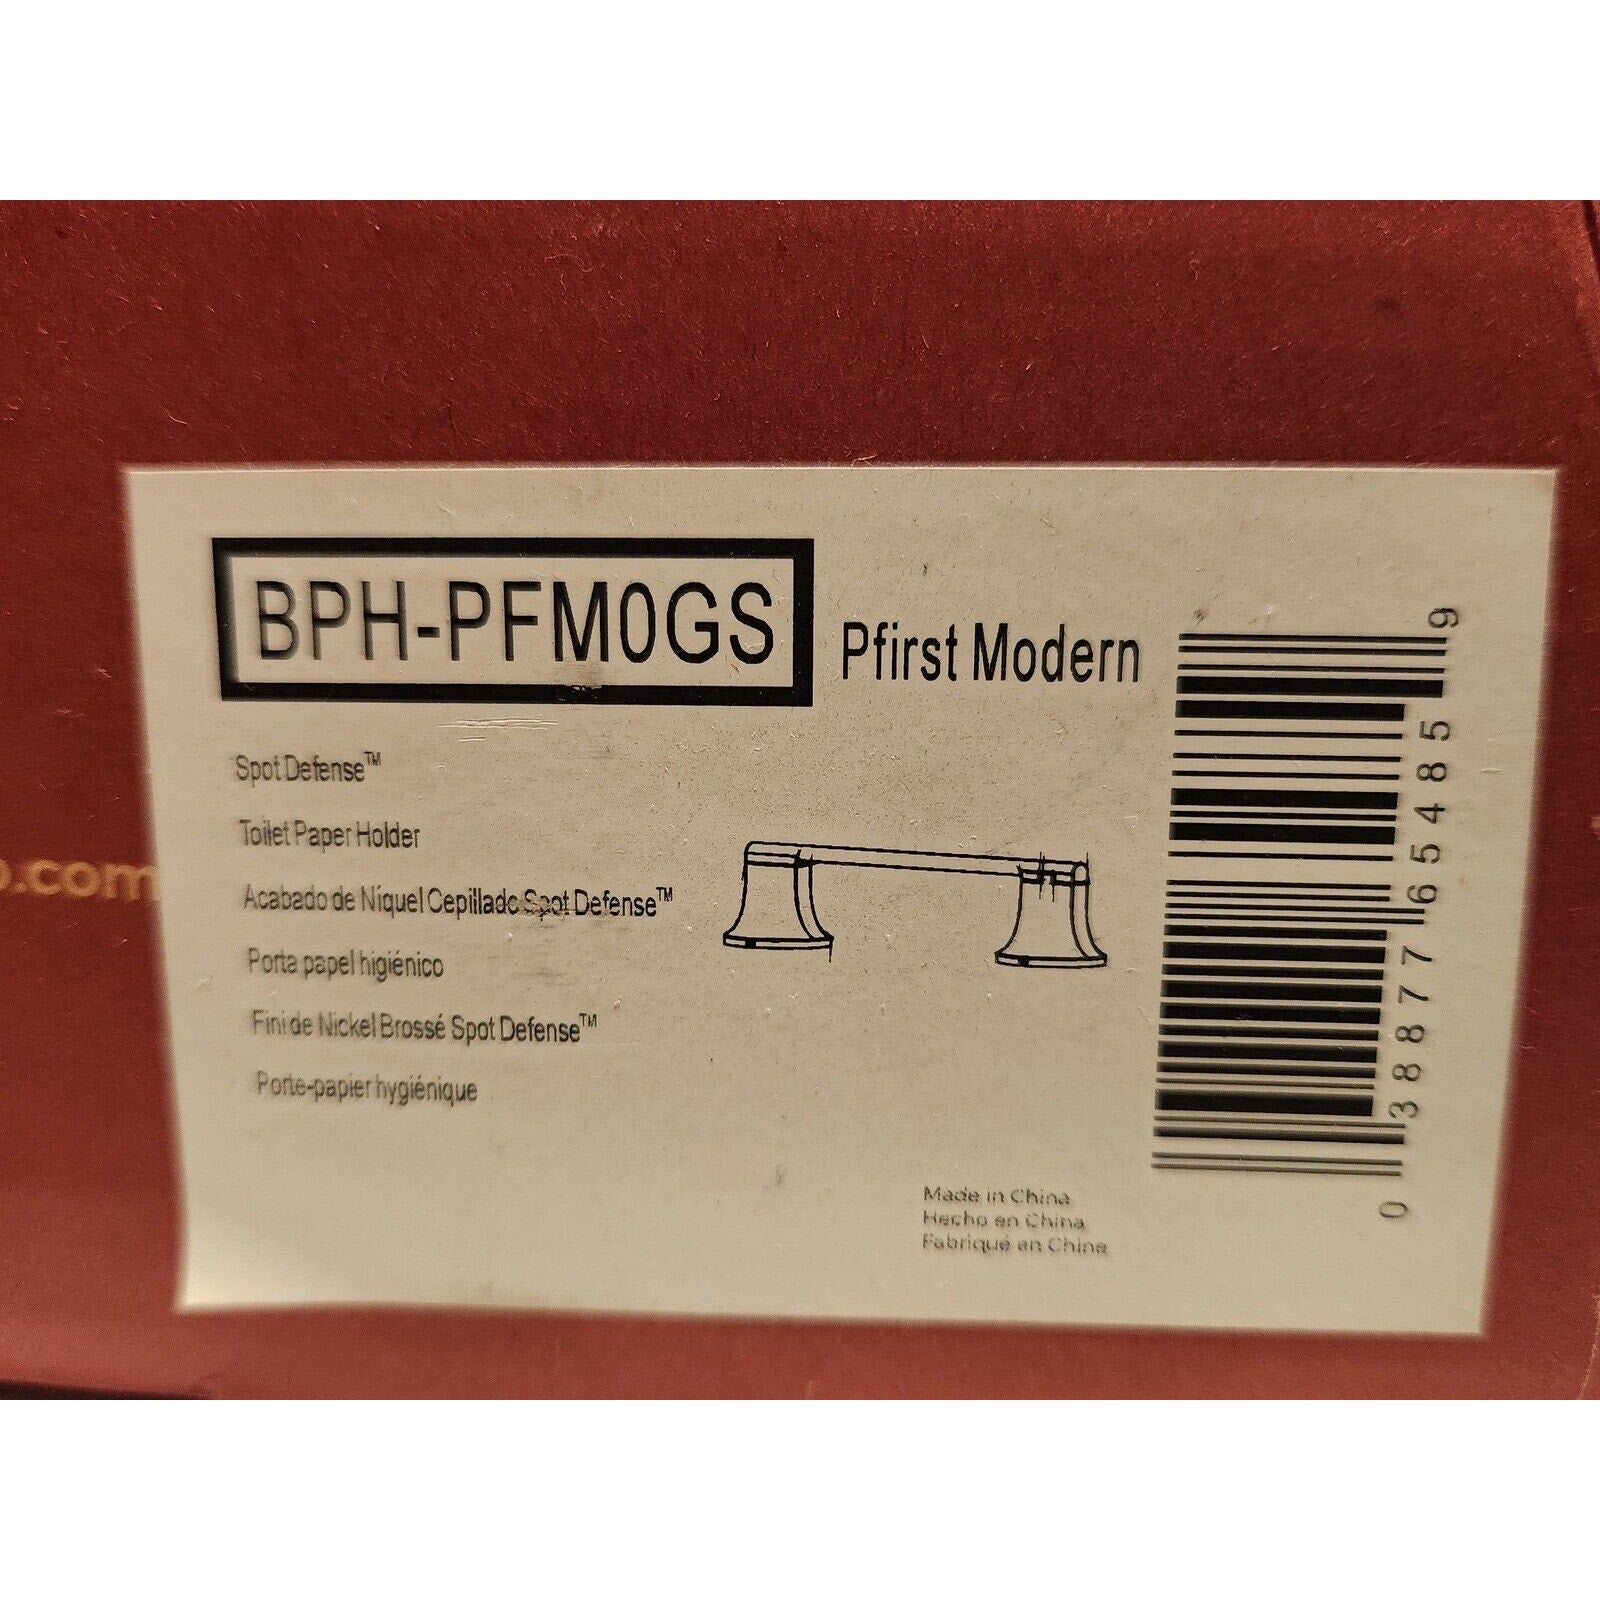 BPH-PFM0GS
Pfirst Modern
Spot Defense™
Toilet Paper Holder
Acabado de Níquel Cepillado Spot Defense™
Porta papel higiénico
Fini de Nickel Brossé Spot Defense™
Porte-papier hygiénique
.com
Made in China
Hecho en China
Fabriqué en Chine
0 38877 65485 9